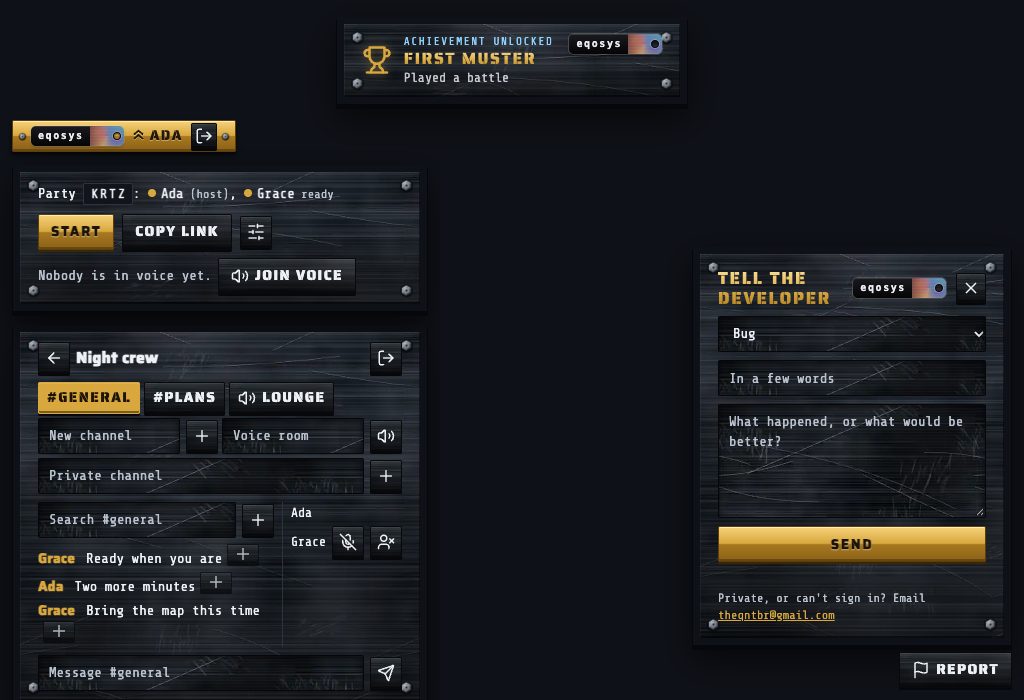 ACHIEVEMENT UNLOCKED
eqosys
FIRST MUSTER
Played a battle
eqosys ADA
Party KRTZ: Ada (host), Grace ready
START COPY LINK
Nobody is in voice yet. JOIN VOICE
Night crew
#GENERAL #PLANS LOUNGE
New channel Voice room
Private channel
Search #general
Ada
Grace
Grace Ready when you are
Ada Two more minutes
Grace Bring the map this time
Message #general
TELL THE
DEVELOPER
eqosys
Bug
In a few words
What happened, or what would be
better?
SEND
Private, or can't sign in? Email
theqntbr@gmail.com
REPORT